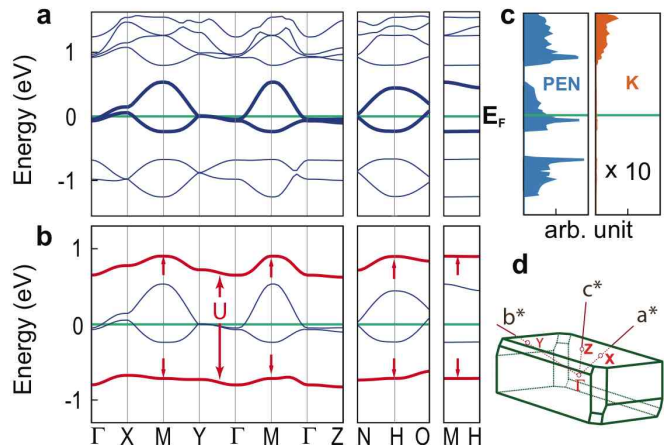 a
Energy (eV)
1
0
-1
E_F
c
PEN
K
x 10
arb. unit
b
Energy (eV)
1
0
-1
U
Γ X M Y Γ M Γ Z N H O M H
d
b*
c*
a*
Y
Z
X
Γ